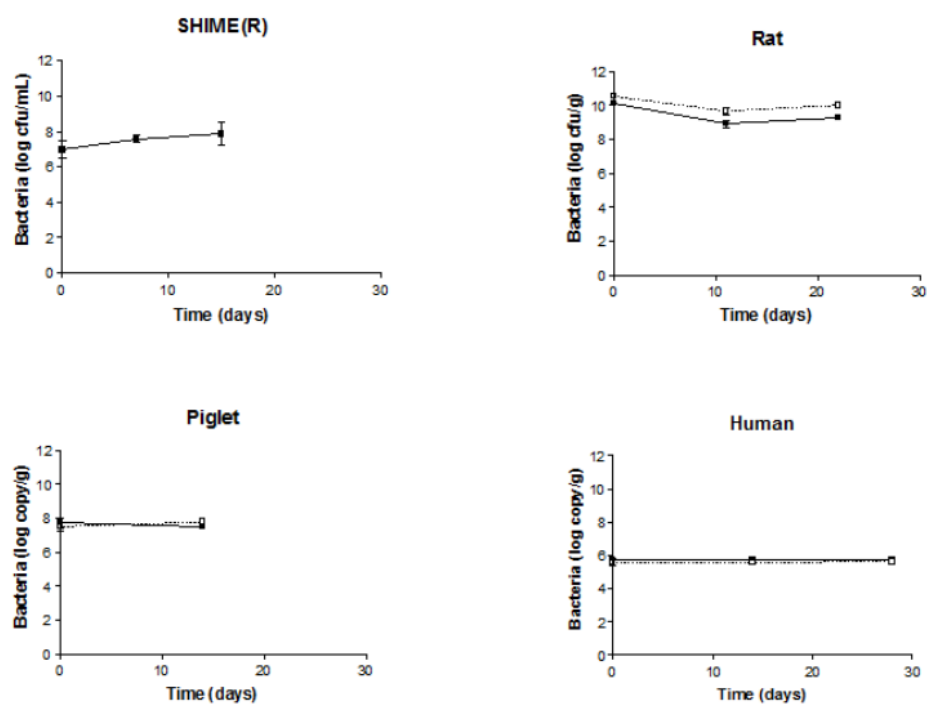 SHIME(R)
Bacteria (log cfu/mL)
12
10
8
6
4
2
0
0 10 20 30
Time (days)
Rat
Bacteria (log cfu/g)
12
10
8
6
4
2
0
0 10 20 30
Time (days)
Piglet
Bacteria (log copy/g)
12
10
8
6
4
2
0
0 10 20 30
Time (days)
Human
Bacteria (log copy/g)
12
10
8
6
4
2
0
0 10 20 30
Time (days)